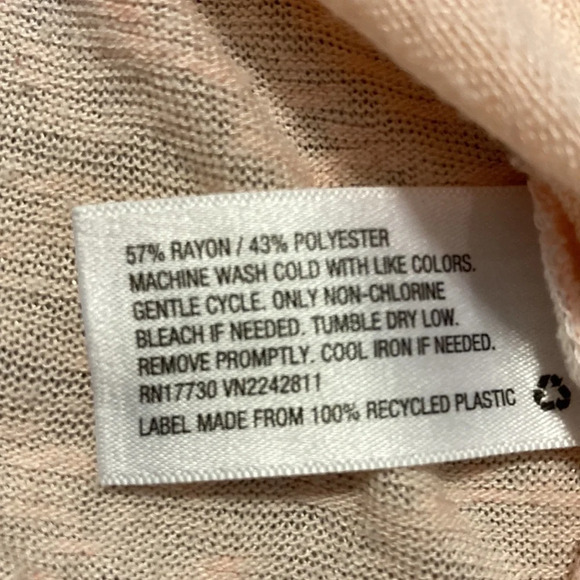 57% RAYON / 43% POLYESTER
MACHINE WASH COLD WITH LIKE COLORS.
GENTLE CYCLE. ONLY NON-CHLORINE
BLEACH IF NEEDED. TUMBLE DRY LOW.
REMOVE PROMPTLY. COOL IRON IF NEEDED.
RN17730 VN2242811
LABEL MADE FROM 100% RECYCLED PLASTIC